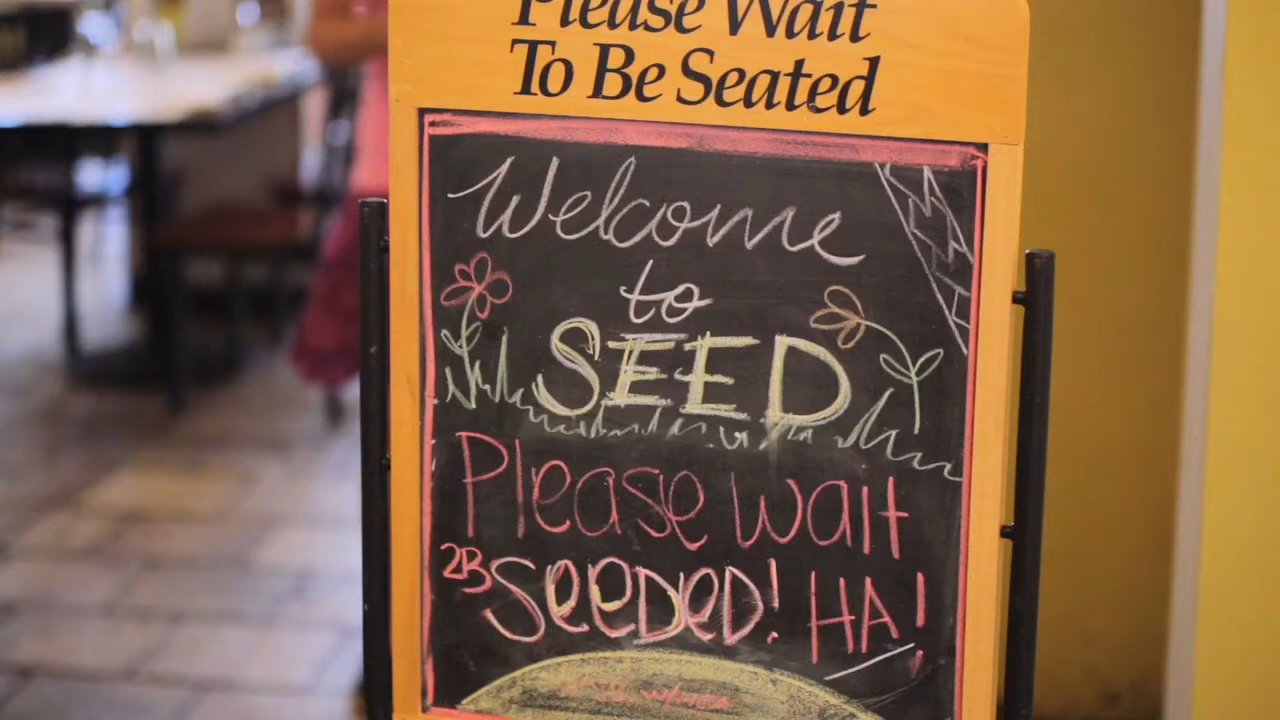 Please Wait
To Be Seated
Welcome
to
SEED
Please wait
2B SeeDeD! HA!